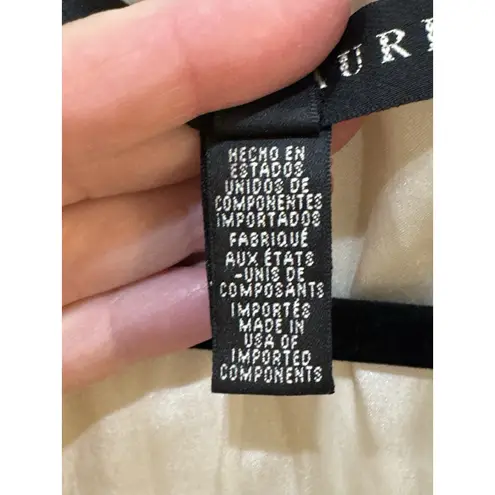 HECHO EN
ESTADOS
UNIDOS DE
COMPONENTES
IMPORTADOS
FABRIQUÉ
AUX ÉTATS
-UNIS DE
COMPOSANTS
IMPORTÉS
MADE IN
USA OF
IMPORTED
COMPONENTS